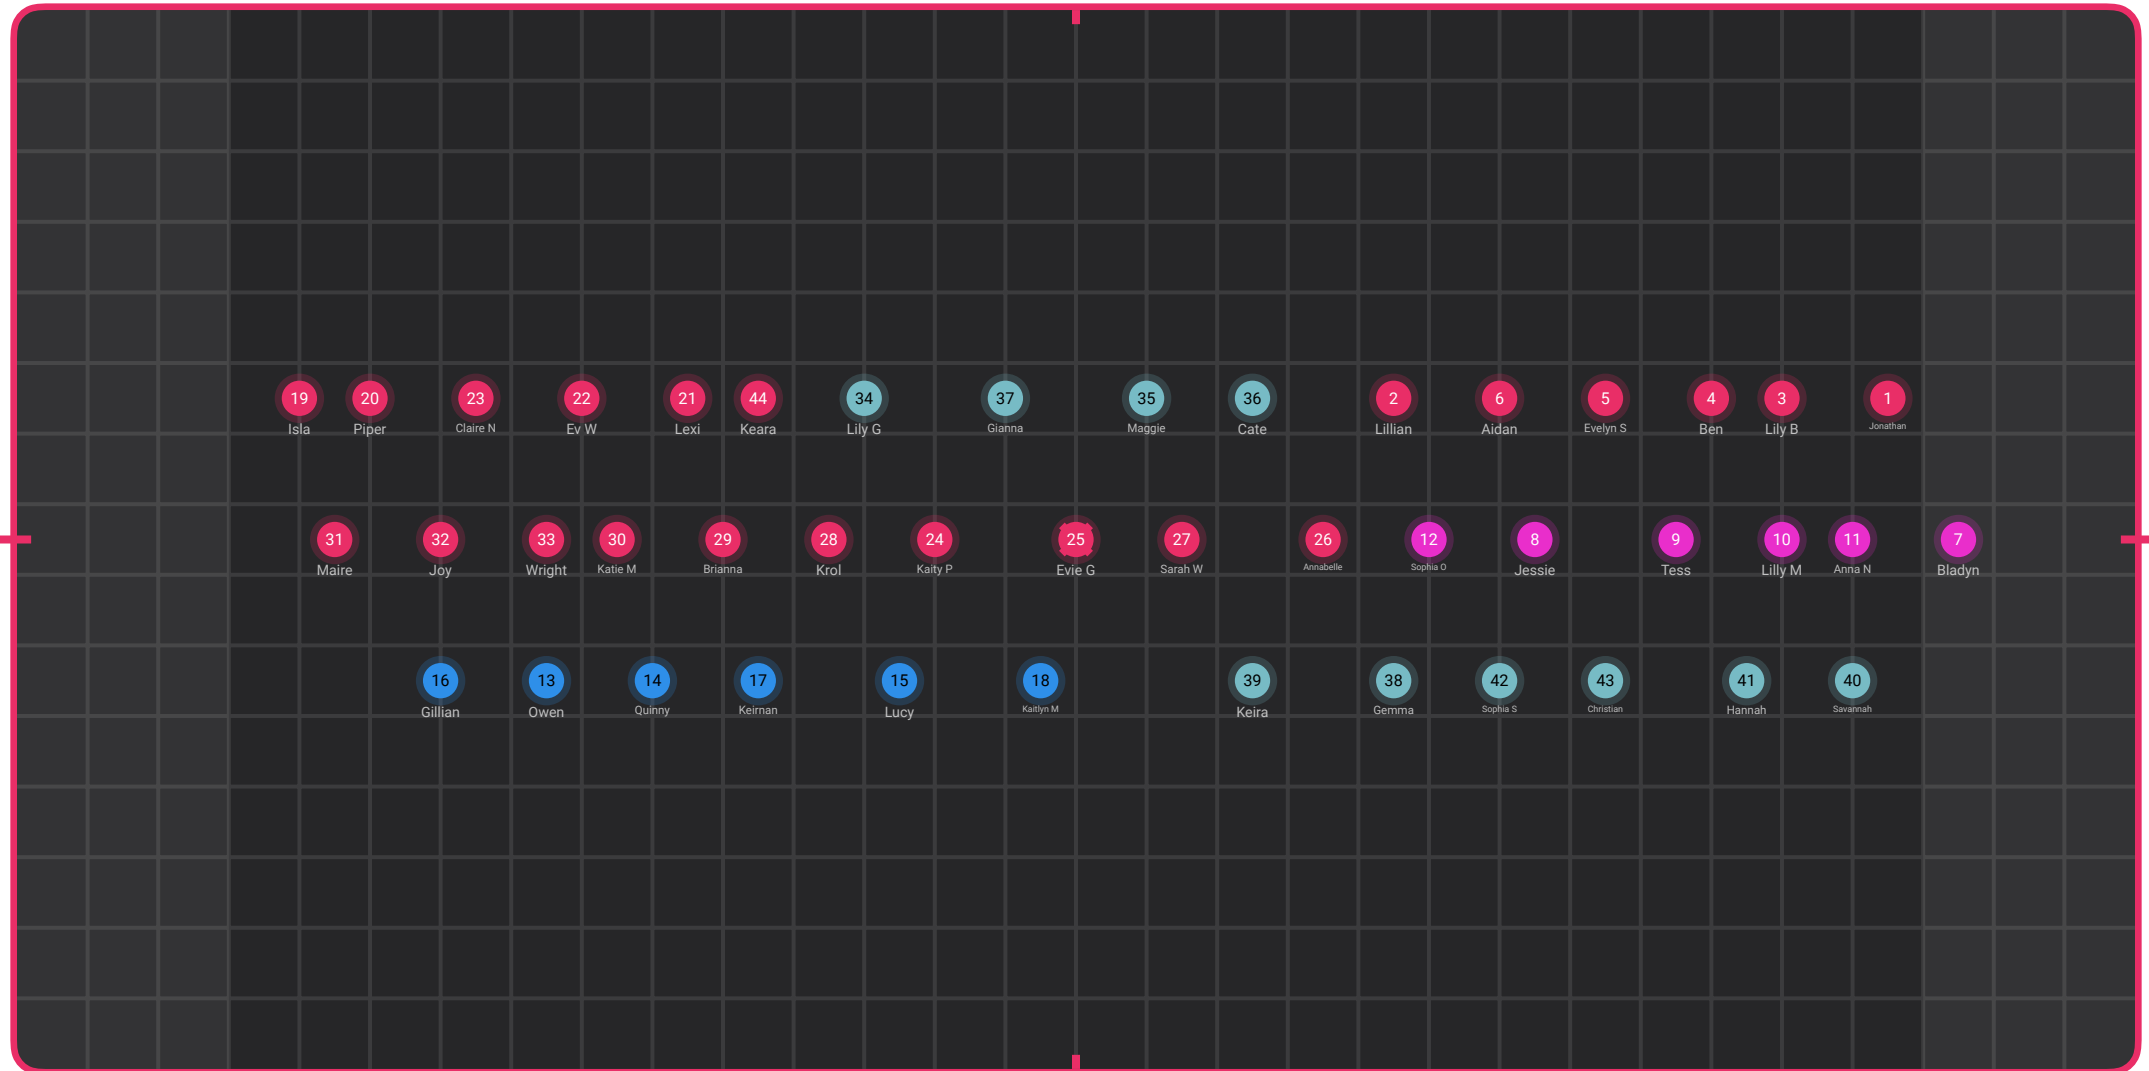 19 20 23 22 21 44 34 37 35 36 2 6 5 4 3 1
Isla Piper Claire N Ev W Lexi Keara Lily G Gianna Maggie Cate Lillian Aidan Evelyn S Ben Lily B Jonathan
31 32 33 30 29 28 24 25 27 26 12 8 9 10 11 7
Maire Joy Wright Katie M Brianna Krol Kaity P Evie G Sarah W Annabelle Sophia O Jessie Tess Lilly M Anna N Bladyn
16 13 14 17 15 18 39 38 42 43 41 40
Gillian Owen Quinny Keirnan Lucy Kaitlyn M Keira Gemma Sophia S Christian Hannah Savannah